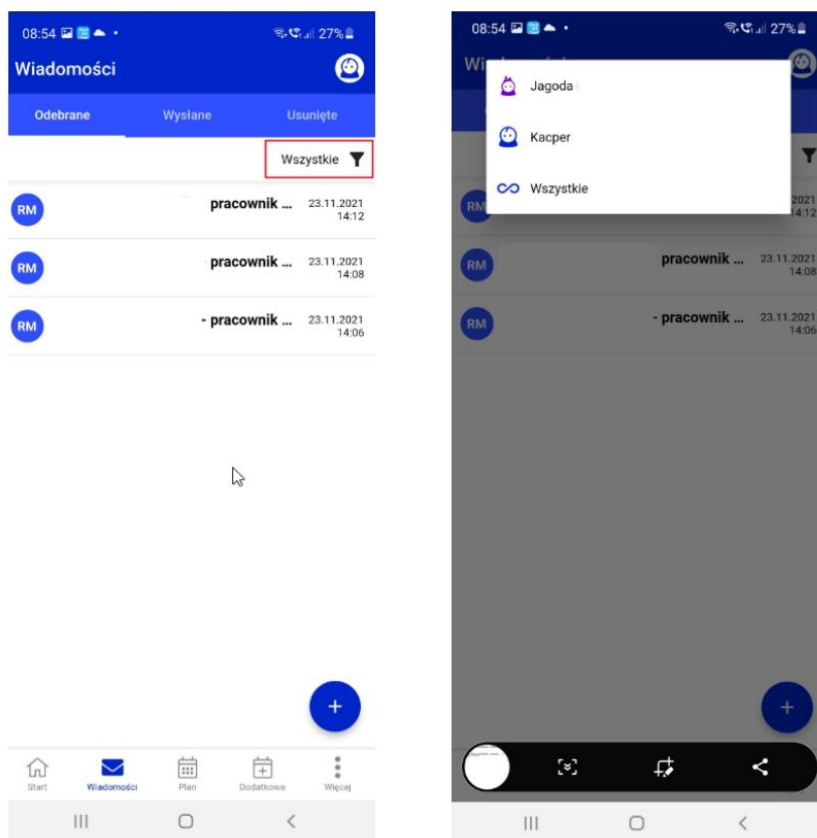 08:54 27%
Wiadomości
Odebrane Wysłane Usunięte
Wszystkie
RM pracownik ... 23.11.2021
14:12
RM pracownik ... 23.11.2021
14:08
RM - pracownik ... 23.11.2021
14:06
+
Start Wiadomości Plan Dodatkowe Więcej
08:54 27%
Wi
Jagoda
Kacper
Wszystkie
RM 2021
14:12
RM pracownik ... 23.11.2021
14:08
RM - pracownik ... 23.11.2021
14:06
+